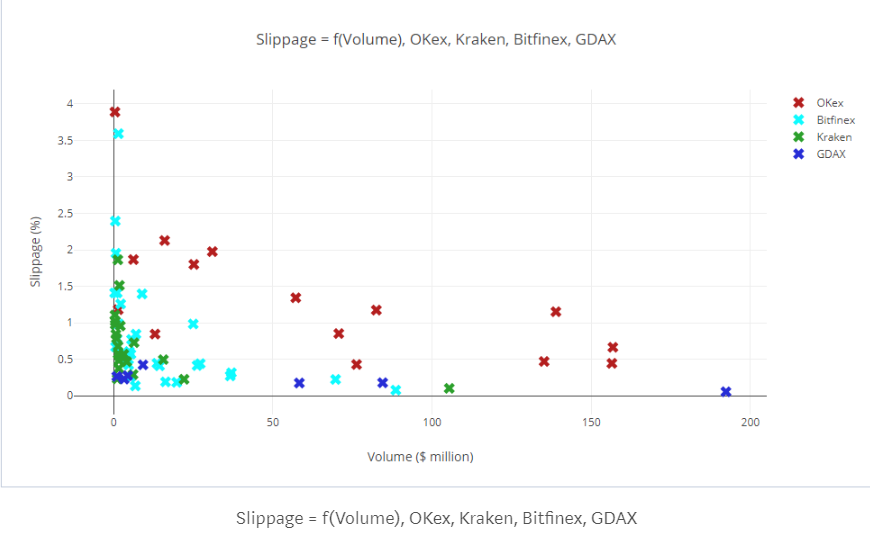 Slippage = f(Volume), OKex, Kraken, Bitfinex, GDAX
OKex
Bitfinex
Kraken
GDAX
4
3.5
3
2.5
2
1.5
1
0.5
0
Slippage (%)
0 50 100 150 200
Volume ($ million)
Slippage = f(Volume), OKex, Kraken, Bitfinex, GDAX